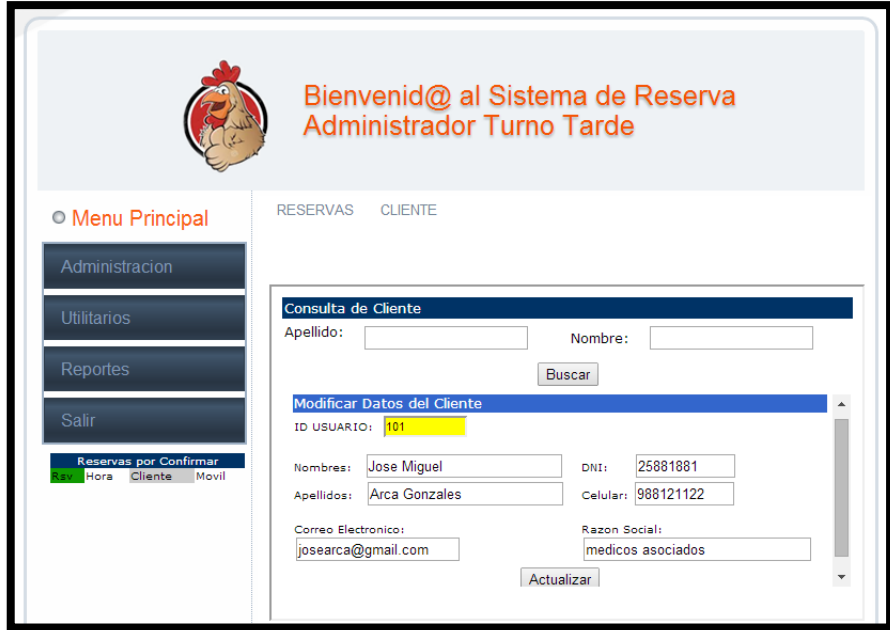 Bienvenid@ al Sistema de Reserva
Administrador Turno Tarde
Menu Principal
Administracion
Utilitarios
Reportes
Salir
Reservas por Confirmar
Rsv Hora Cliente Movil
RESERVAS CLIENTE
Consulta de Cliente
Apellido: Nombre:
Buscar
Modificar Datos del Cliente
ID USUARIO: 101
Nombres: Jose Miguel DNI: 25881881
Apellidos: Arca Gonzales Celular: 988121122
Correo Electronico: Razon Social:
josearca@gmail.com medicos asociados
Actualizar